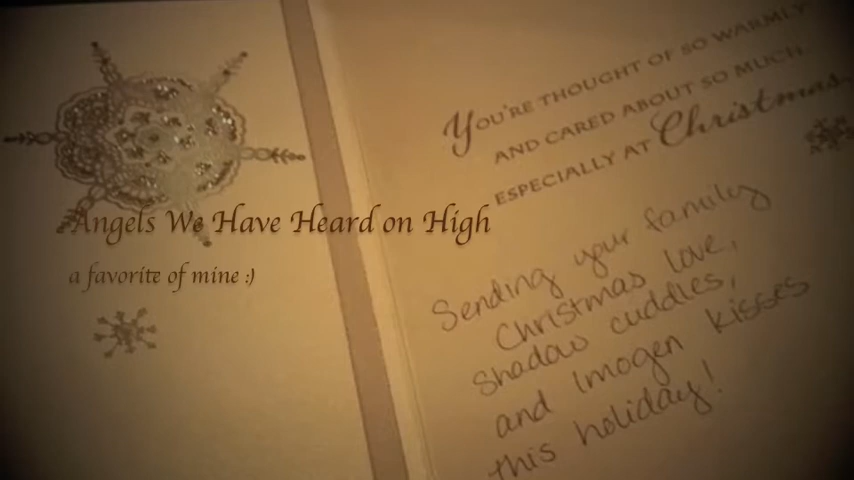 Angels We Have Heard on High
a favorite of mine :)
YOU'RE THOUGHT OF SO WARMLY
AND CARED ABOUT SO MUCH...
ESPECIALLY AT Christmas.
Sending your family
Christmas love,
Shadow cuddles,
and Imogen kisses
this holiday!